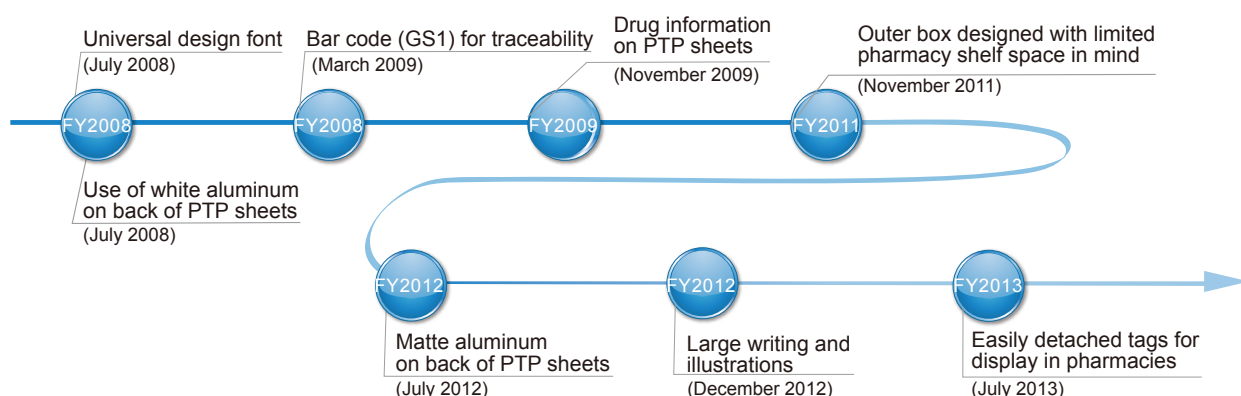 Universal design font
(July 2008)
Bar code (GS1) for traceability
(March 2009)
Drug information
on PTP sheets
(November 2009)
Outer box designed with limited
pharmacy shelf space in mind
(November 2011)
FY2008
FY2008
FY2009
FY2011
Use of white aluminum
on back of PTP sheets
(July 2008)
FY2012
FY2012
FY2013
Matte aluminum
on back of PTP sheets
(July 2012)
Large writing and
illustrations
(December 2012)
Easily detached tags for
display in pharmacies
(July 2013)